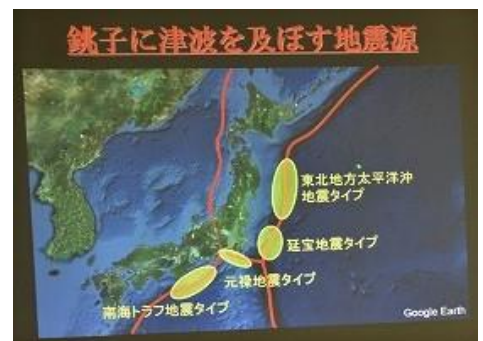 銚子に津波を及ぼす地震源
東北地方太平洋沖
地震タイプ
延宝地震タイプ
元禄地震タイプ
南海トラフ地震タイプ
Google Earth